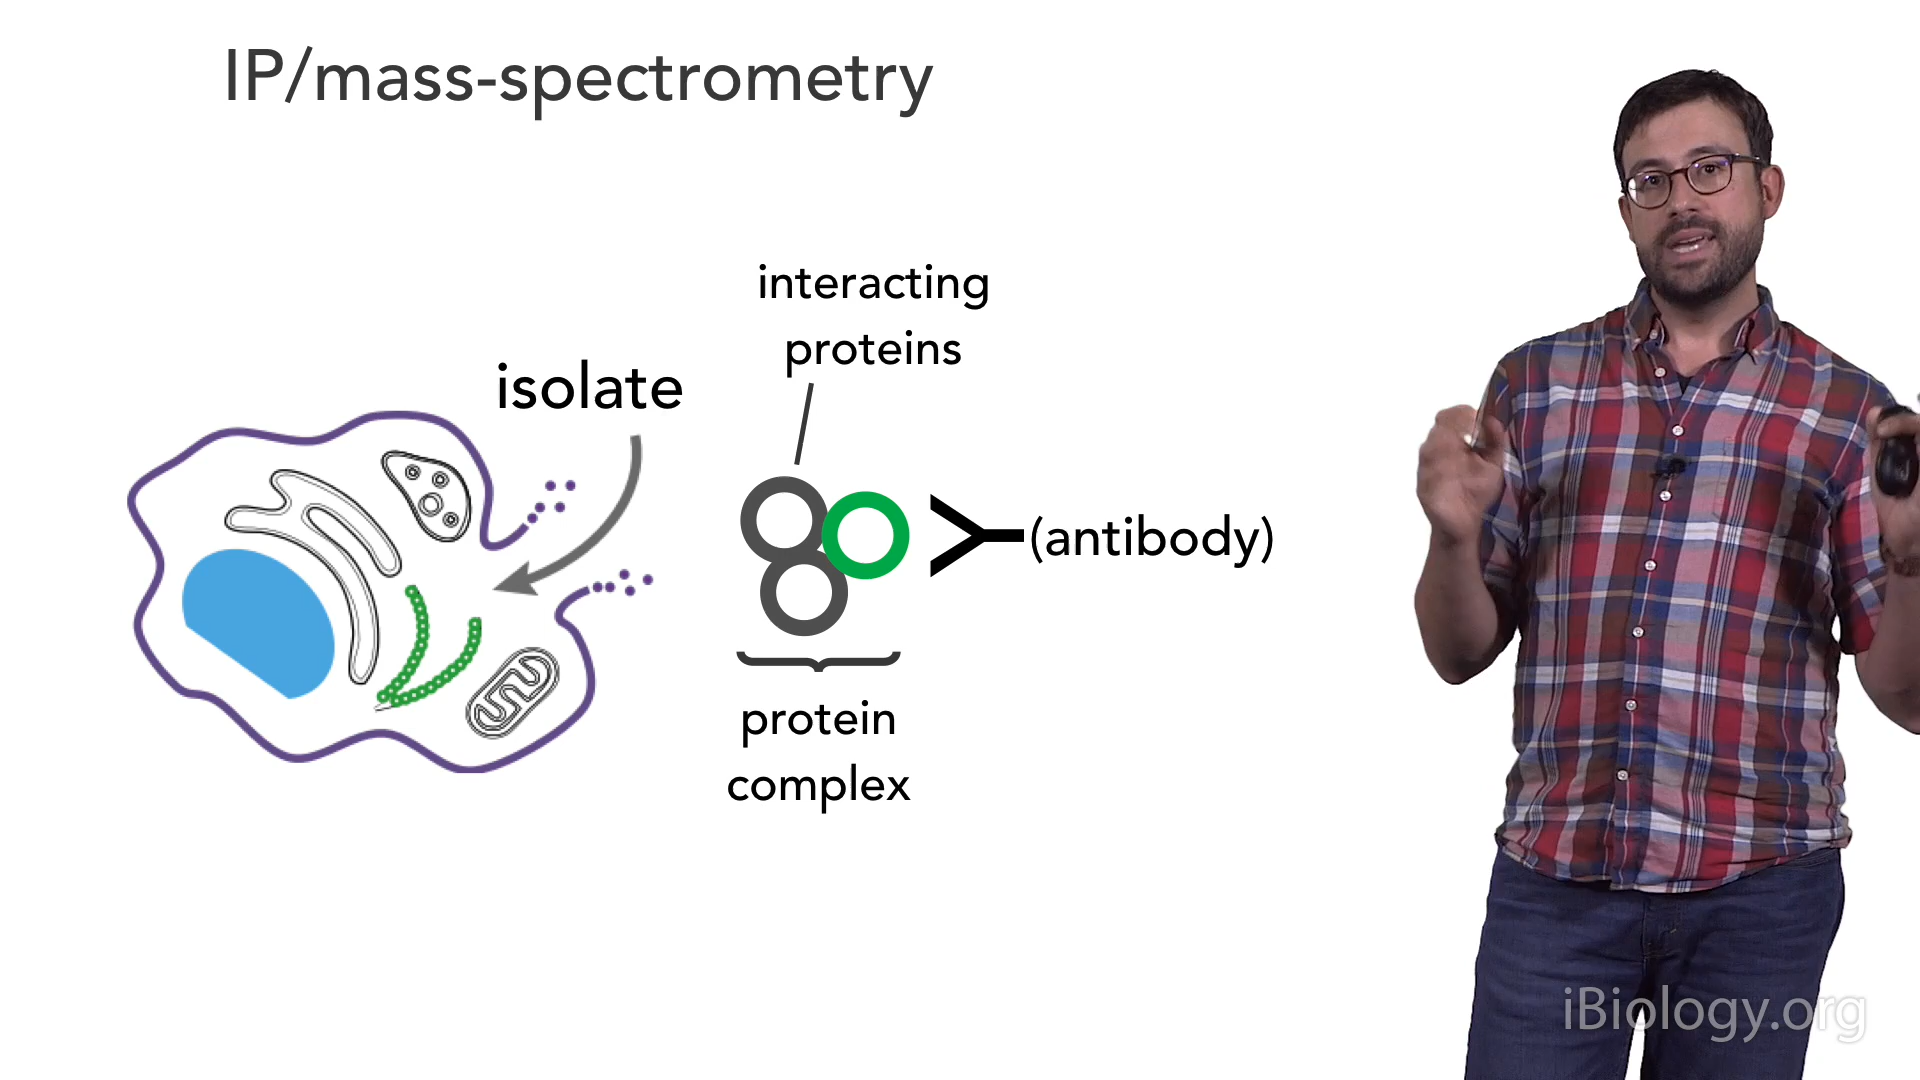 IP/mass-spectrometry
interacting
proteins
isolate
(antibody)
protein
complex
iBiology.org